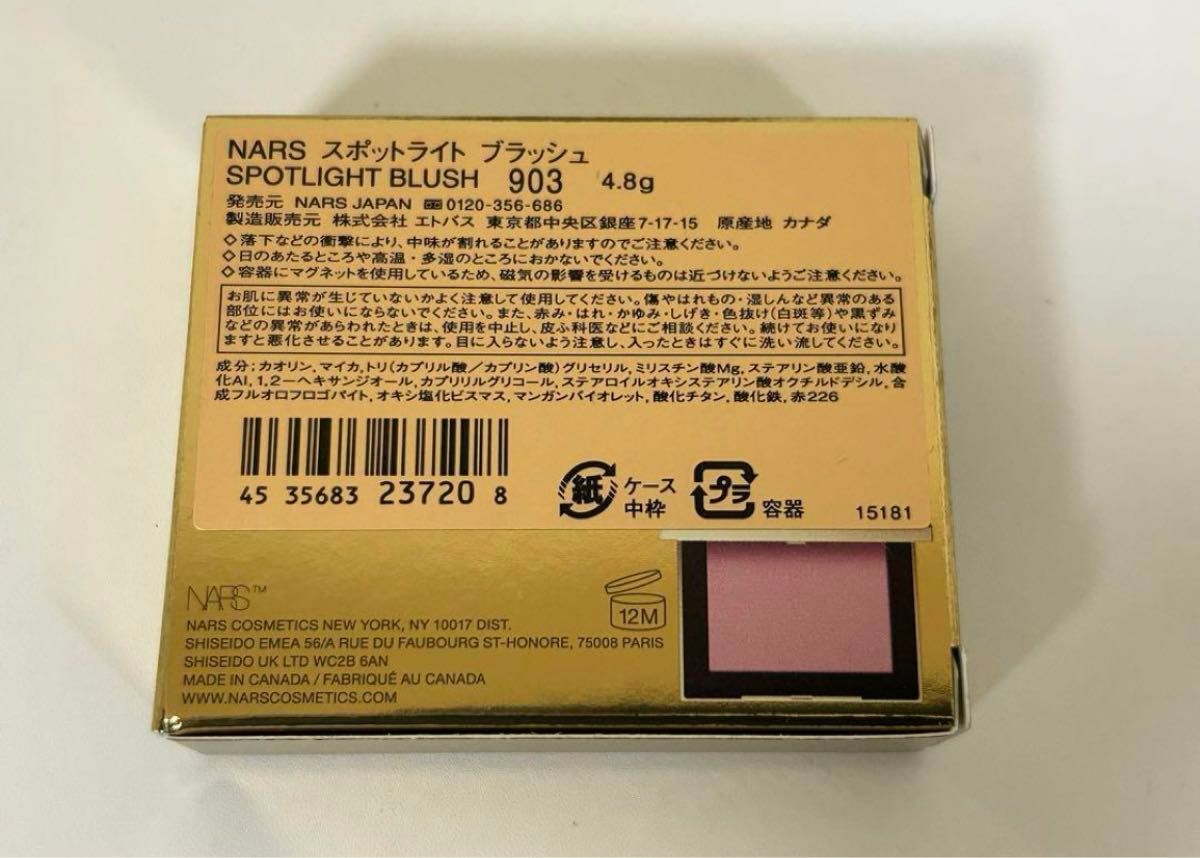 NARS スポットライト ブラッシュ
SPOTLIGHT BLUSH 903 4.8g
発売元 NARS JAPAN 0120-356-686
製造販売元 株式会社 エトバス 東京都中央区銀座7-17-15 原産地 カナダ
◇落下などの衝撃により、中味が割れることがありますのでご注意ください。
◇日のあたるところや高温・多湿のところにおかないでください。
◇容器にマグネットを使用しているため、磁気の影響を受けるものは近づけないようご注意ください。
お肌に異常が生じていないかよく注意して使用してください。傷やはれもの・湿しんなど異常のある
部位にはお使いにならないでください。また、赤み・はれ・かゆみ・しげき・色抜け(白斑等)や黒ずみ
などの異常があらわれたときは、使用を中止し、皮ふ科医などにご相談ください。続けてお使いになり
ますと悪化させることがあります。目に入らないよう注意し、入ったときはすぐに洗い流してください。
成分:カオリン,マイカ,トリ(カプリル酸/カプリン酸)グリセリル,ミリスチン酸Mg,ステアリン酸亜鉛,水酸
化Al,1,2-ヘキサンジオール,カプリリルグリコール,ステアロイルオキシステアリン酸オクチルドデシル,合
成フルオロフロゴパイト,オキシ塩化ビスマス,マンガンバイオレット,酸化チタン,酸化鉄,赤226
45 35683 23720 8
紙 ケース
中枠
プラ 容器
15181
NARS™
12M
NARS COSMETICS NEW YORK, NY 10017 DIST.
SHISEIDO EMEA 56/A RUE DU FAUBOURG ST-HONORE, 75008 PARIS
SHISEIDO UK LTD WC2B 6AN
MADE IN CANADA / FABRIQUÉ AU CANADA
WWW.NARSCOSMETICS.COM